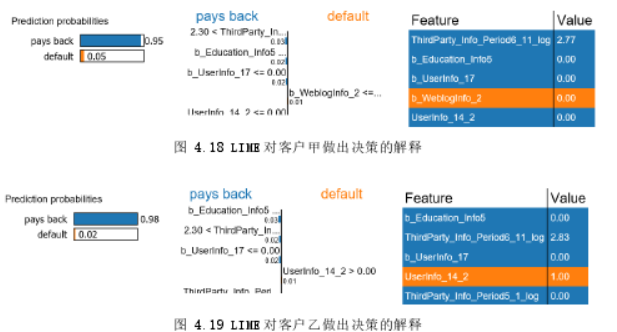 Prediction probabilities
pays back 0.95
default 0.05
pays back default
2.30 < ThirdParty_In...
0.03
b_Education_Info5 ...
0.02
b_UserInfo_17 <= 0.00
0.02
b_WeblogInfo_2 <=...
0.01
UserInfo_14_2 <= 0.00
Feature Value
ThirdParty_Info_Period6_11_log 2.77
b_Education_Info5 0.00
b_UserInfo_17 0.00
b_WeblogInfo_2 0.00
UserInfo_14_2 0.00
图 4.18 LIME 对客户甲做出决策的解释
Prediction probabilities
pays back 0.98
default 0.02
pays back default
b_Education_Info5 ...
0.03
2.30 < ThirdParty_In...
0.02
b_UserInfo_17 <= 0.00
0.02
UserInfo_14_2 > 0.00
0.01
ThirdParty_Info_Peri
Feature Value
b_Education_Info5 0.00
ThirdParty_Info_Period6_11_log 2.83
b_UserInfo_17 0.00
UserInfo_14_2 1.00
ThirdParty_Info_Period5_1_log 0.00
图 4.19 LIME 对客户乙做出决策的解释